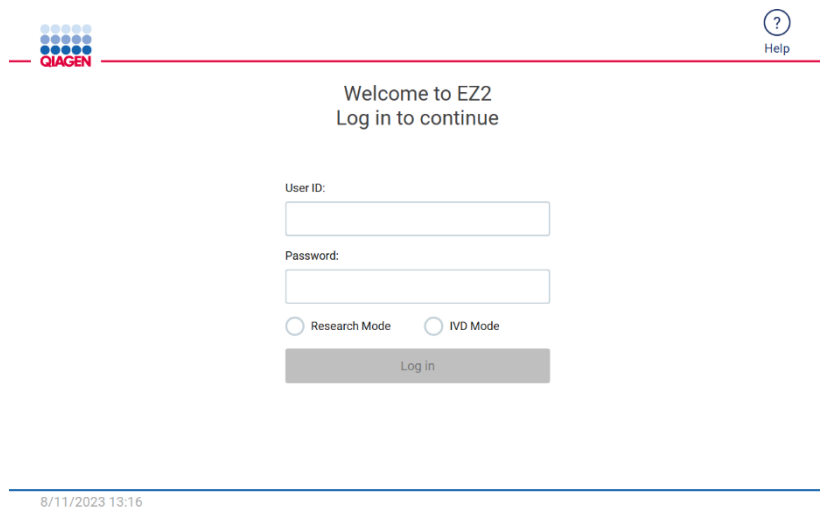 ?
QIAGEN
Help
Welcome to EZ2
Log in to continue
User ID:
Password:
Research Mode
IVD Mode
Log in
8/11/2023 13:16